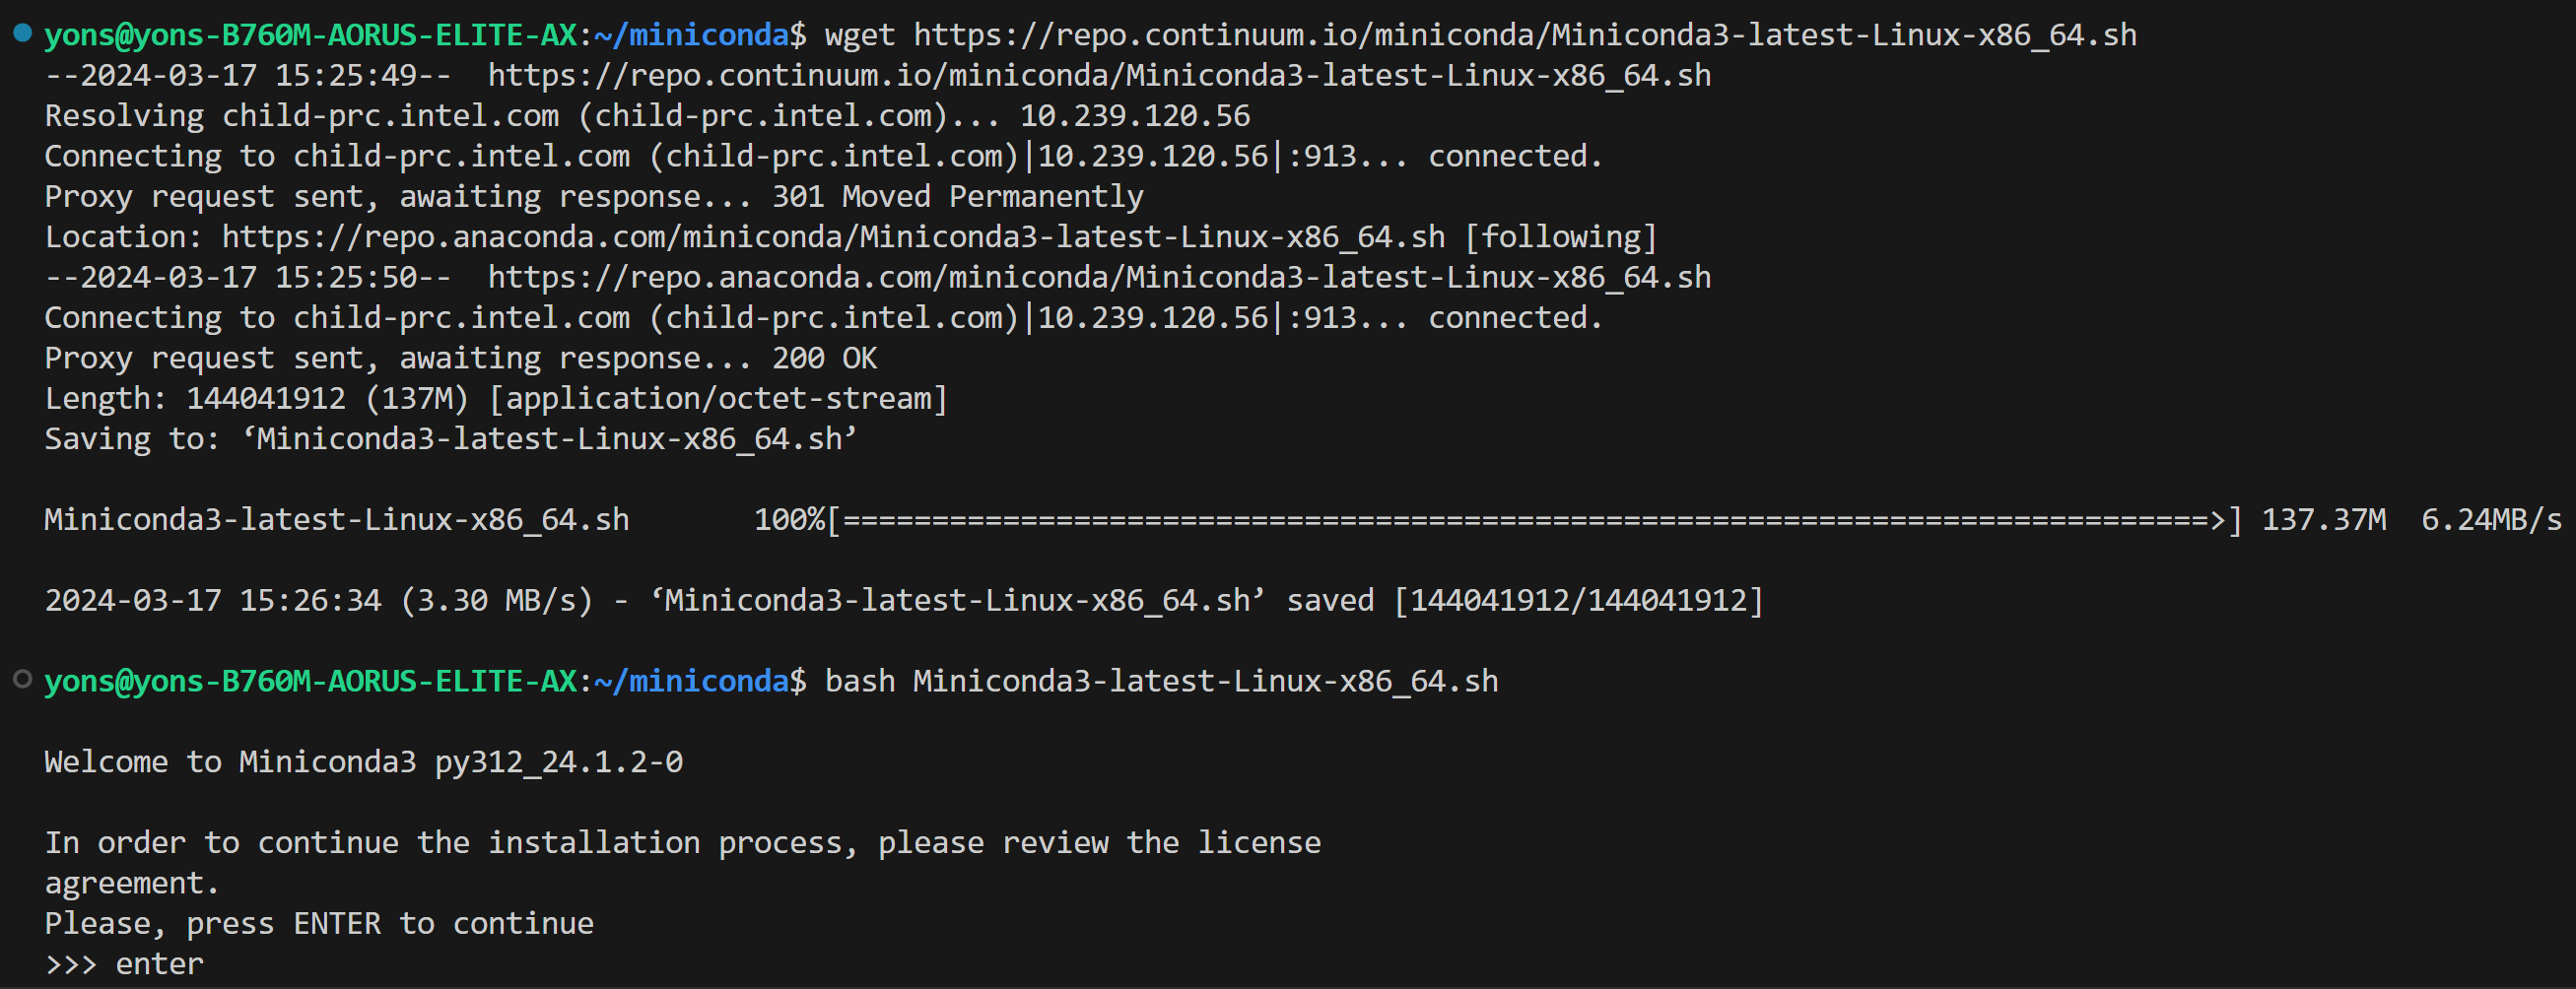 yons@yons-B760M-AORUS-ELITE-AX:~/miniconda$ wget https://repo.continuum.io/miniconda/Miniconda3-latest-Linux-x86_64.sh
--2024-03-17 15:25:49--  https://repo.continuum.io/miniconda/Miniconda3-latest-Linux-x86_64.sh
Resolving child-prc.intel.com (child-prc.intel.com)... 10.239.120.56
Connecting to child-prc.intel.com (child-prc.intel.com)|10.239.120.56|:913... connected.
Proxy request sent, awaiting response... 301 Moved Permanently
Location: https://repo.anaconda.com/miniconda/Miniconda3-latest-Linux-x86_64.sh [following]
--2024-03-17 15:25:50--  https://repo.anaconda.com/miniconda/Miniconda3-latest-Linux-x86_64.sh
Connecting to child-prc.intel.com (child-prc.intel.com)|10.239.120.56|:913... connected.
Proxy request sent, awaiting response... 200 OK
Length: 144041912 (137M) [application/octet-stream]
Saving to: ‘Miniconda3-latest-Linux-x86_64.sh’
Miniconda3-latest-Linux-x86_64.sh       100%[=============================================================================>] 137.37M  6.24MB/s
2024-03-17 15:26:34 (3.30 MB/s) - ‘Miniconda3-latest-Linux-x86_64.sh’ saved [144041912/144041912]
yons@yons-B760M-AORUS-ELITE-AX:~/miniconda$ bash Miniconda3-latest-Linux-x86_64.sh
Welcome to Miniconda3 py312_24.1.2-0
In order to continue the installation process, please review the license
agreement.
Please, press ENTER to continue
>>> enter